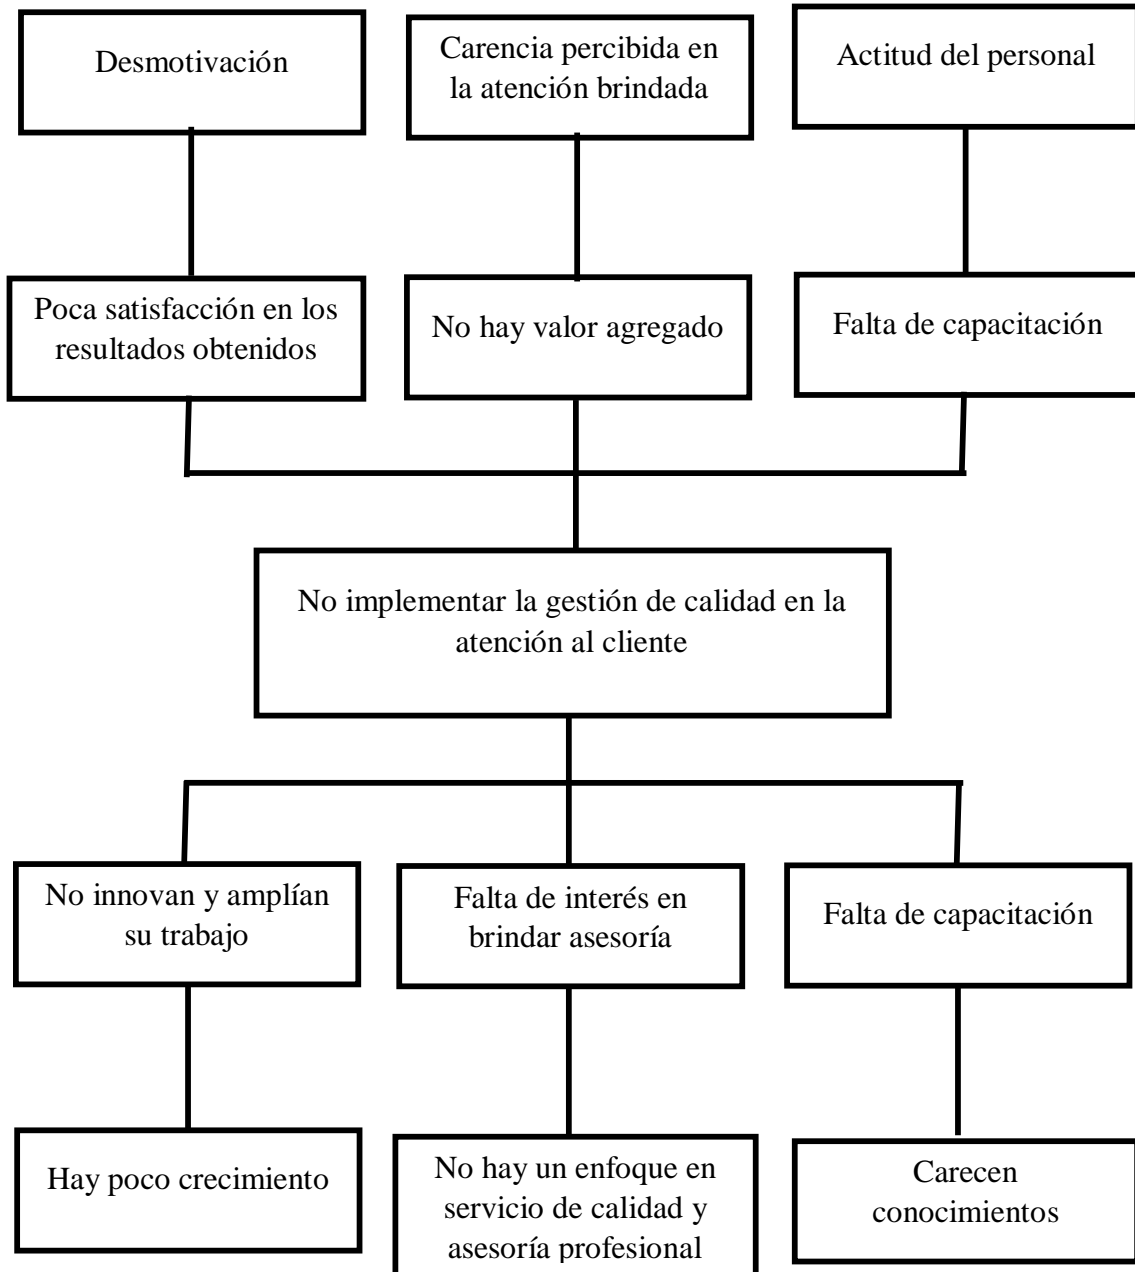 Desmotivación
Carencia percibida en
la atención brindada
Actitud del personal
Poca satisfacción en los
resultados obtenidos
No hay valor agregado
Falta de capacitación
No implementar la gestión de calidad en la
atención al cliente
No innovan y amplían
su trabajo
Falta de interés en
brindar asesoría
Falta de capacitación
Hay poco crecimiento
No hay un enfoque en
servicio de calidad y
asesoría profesional
Carecen
conocimientos